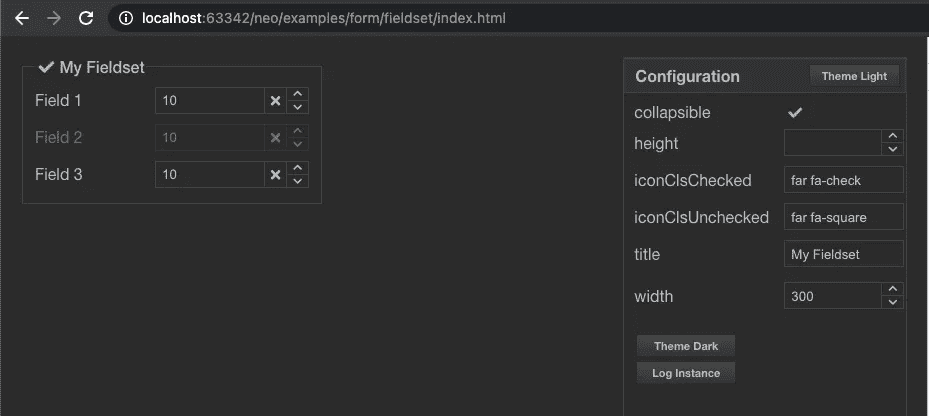 localhost:63342/neo/examples/form/fieldset/index.html
My Fieldset
Field 1 10
Field 2 10
Field 3 10
Configuration Theme Light
collapsible
height
iconClsChecked far fa-check
iconClsUnchecked far fa-square
title My Fieldset
width 300
Theme Dark
Log Instance